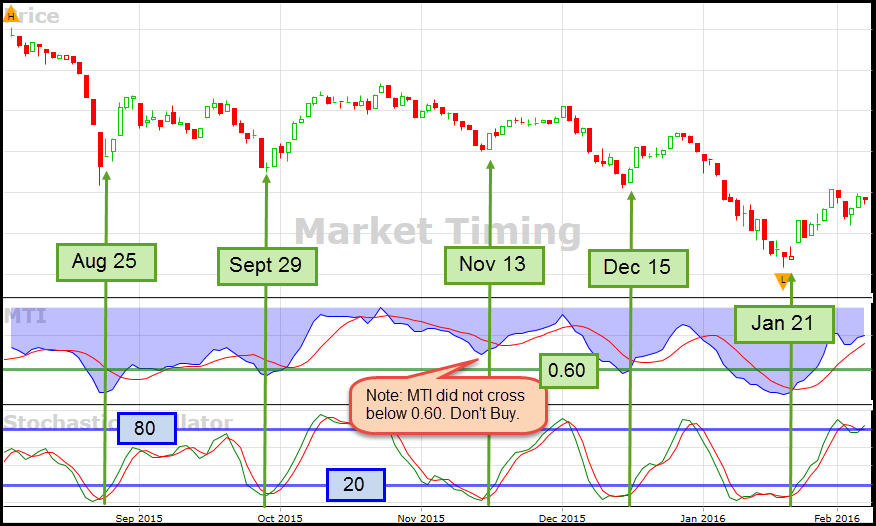 H
Price
Market Timing
Aug 25
Sept 29
Nov 13
Dec 15
L
Jan 21
MTI
0.60
Note: MTI did not cross
below 0.60. Don't Buy.
80
20
Sep 2015
Oct 2015
Nov 2015
Dec 2015
Jan 2016
Feb 2016